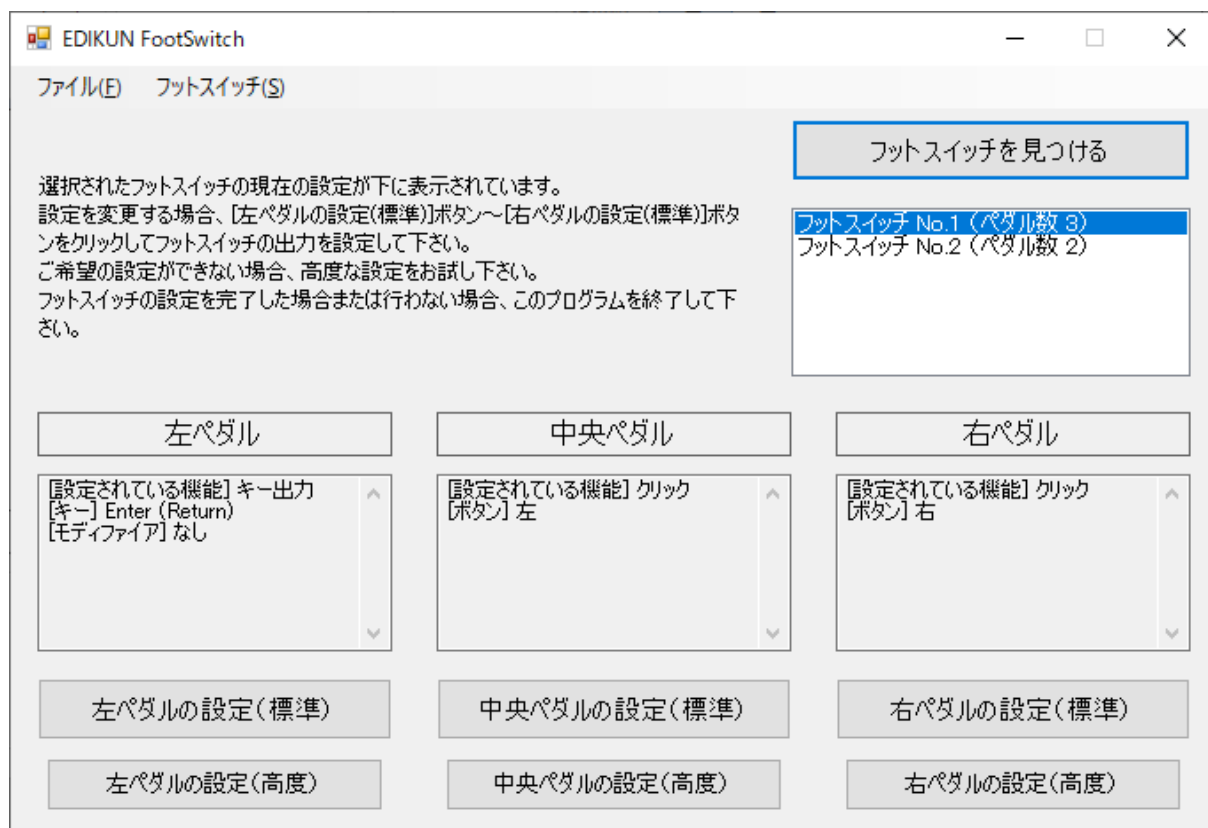 EDIKUN FootSwitch
ファイル(F) フットスイッチ(S)
フットスイッチを見つける
選択されたフットスイッチの現在の設定が下に表示されています。
設定を変更する場合、[左ペダルの設定(標準)]ボタン～[右ペダルの設定(標準)]ボタ
ンをクリックしてフットスイッチの出力を設定して下さい。
ご希望の設定ができない場合、高度な設定をお試し下さい。
フットスイッチの設定を完了した場合または行わない場合、このプログラムを終了して下
さい。
フットスイッチ No.1 (ペダル数 3)
フットスイッチ No.2 (ペダル数 2)
左ペダル
[設定されている機能] キー出力
[キー] Enter (Return)
[モディファイア] なし
左ペダルの設定(標準)
左ペダルの設定(高度)
中央ペダル
[設定されている機能] クリック
[ボタン] 左
中央ペダルの設定(標準)
中央ペダルの設定(高度)
右ペダル
[設定されている機能] クリック
[ボタン] 右
右ペダルの設定(標準)
右ペダルの設定(高度)